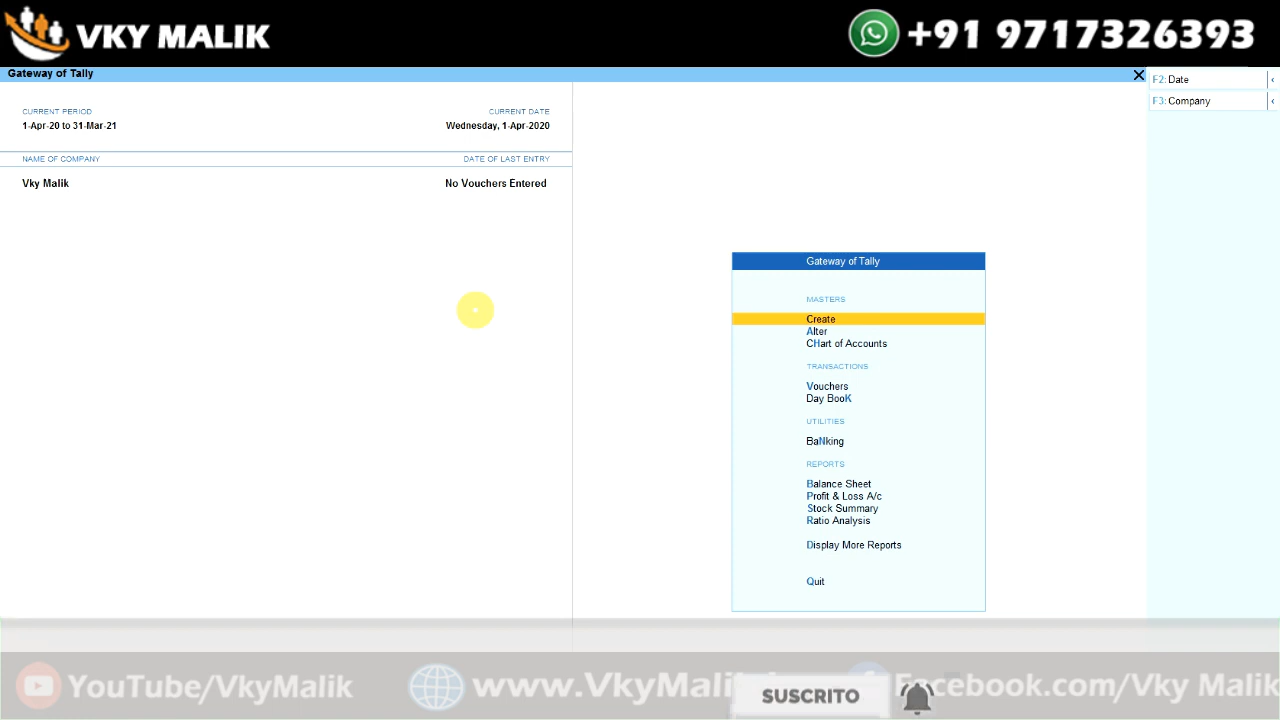 VKY MALIK
+91 9717326393
Gateway of Tally
F2: Date
F3: Company
CURRENT PERIOD
CURRENT DATE
1-Apr-20 to 31-Mar-21
Wednesday, 1-Apr-2020
NAME OF COMPANY
DATE OF LAST ENTRY
Vky Malik
No Vouchers Entered
Gateway of Tally
MASTERS
Create
Alter
CHart of Accounts
TRANSACTIONS
Vouchers
Day BooK
UTILITIES
BaNking
REPORTS
Balance Sheet
Profit & Loss A/c
Stock Summary
Ratio Analysis
Display More Reports
Quit
YouTube/VkyMalik
www.VkyMalik
SUSCRITO
Facebook.com/Vky Malik